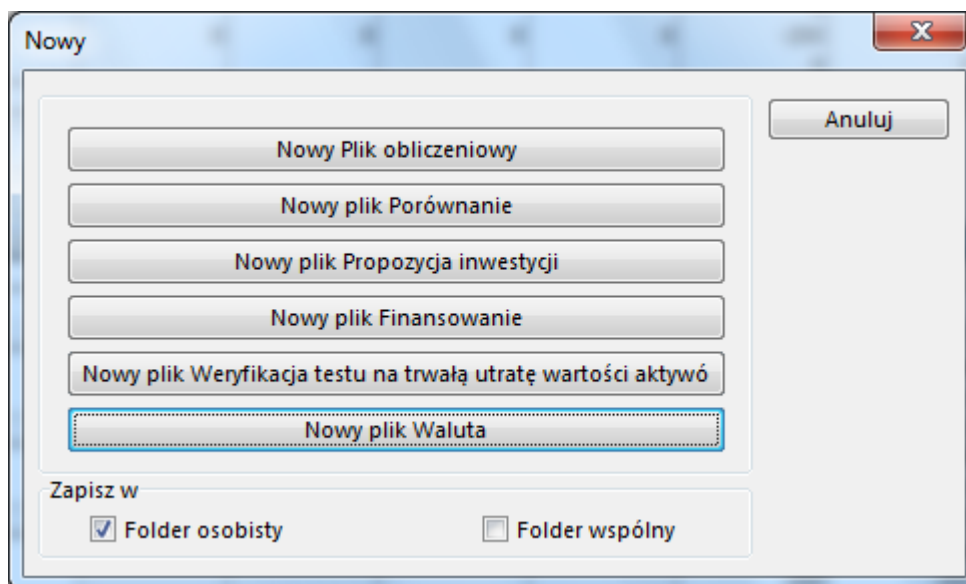 Nowy
Anuluj
Nowy Plik obliczeniowy
Nowy plik Porównanie
Nowy plik Propozycja inwestycji
Nowy plik Finansowanie
Nowy plik Weryfikacja testu na trwałą utratę wartości aktywó
Nowy plik Waluta
Zapisz w
Folder osobisty Folder wspólny